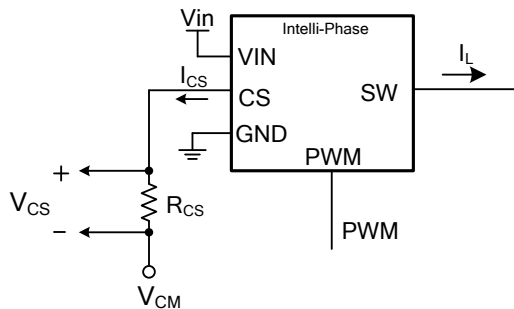 Vin
Intelli-Phase
VIN
I_CS
I_L
CS
SW
GND
PWM
+
V_CS
R_CS
−
PWM
V_CM